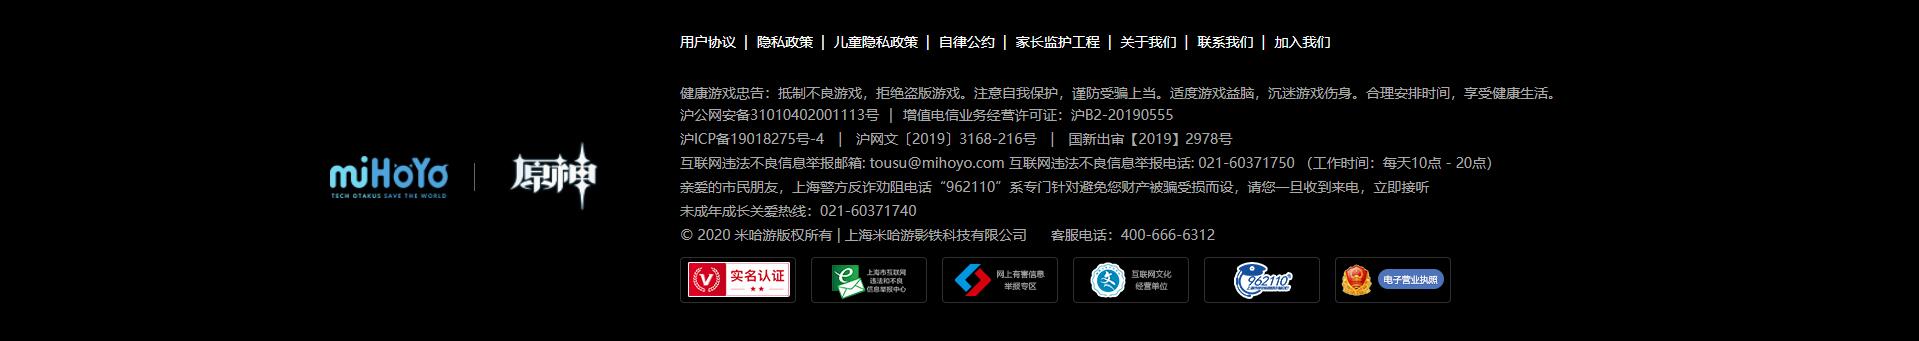 用户协议 | 隐私政策 | 儿童隐私政策 | 自律公约 | 家长监护工程 | 关于我们 | 联系我们 | 加入我们
健康游戏忠告：抵制不良游戏，拒绝盗版游戏。注意自我保护，谨防受骗上当。适度游戏益脑，沉迷游戏伤身。合理安排时间，享受健康生活。
沪公网安备31010402001113号 | 增值电信业务经营许可证：沪B2-20190555
沪ICP备19018275号-4 | 沪网文〔2019〕3168-216号 | 国新出审【2019】2978号
miHoYo
TECH OTAKUS SAVE THE WORLD
原神
互联网违法不良信息举报邮箱: tousu@mihoyo.com 互联网违法不良信息举报电话: 021-60371750 （工作时间：每天10点 - 20点）
亲爱的市民朋友，上海警方反诈劝阻电话“962110”系专门针对避免您财产被骗受损而设，请您一旦收到来电，立即接听
未成年成长关爱热线：021-60371740
© 2020 米哈游版权所有 | 上海米哈游影铁科技有限公司 客服电话：400-666-6312
实名认证
上海市互联网
违法和不良
信息举报中心
网上有害信息
举报专区
互联网文化
经营单位
962110
电子营业执照